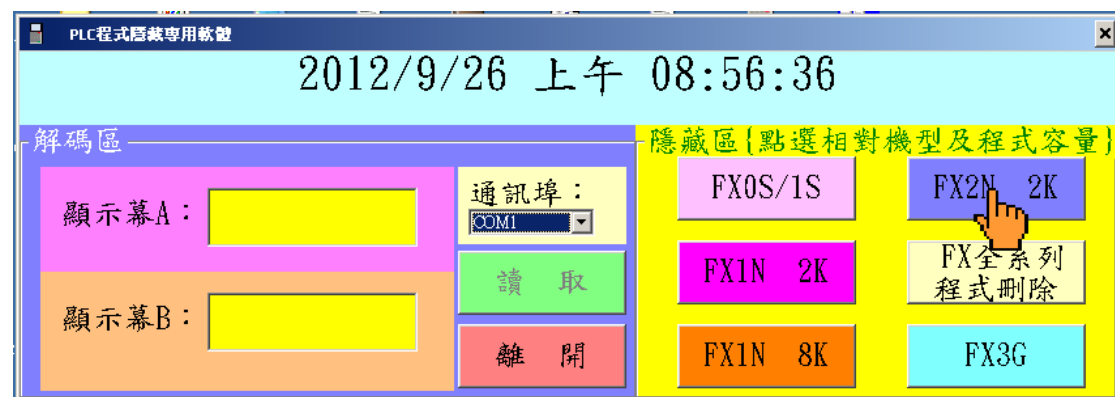 PLC程式隱藏専用軟體
2012/9/26 上午 08:56:36
解碼區
顯示幕A：
顯示幕B：
通訊埠：
COM1
讀 取
離 開
隱藏區{點選相對機型及程式容量}
FX0S/1S
FX2N 2K
FX1N 2K
FX全系列
程式刪除
FX1N 8K
FX3G